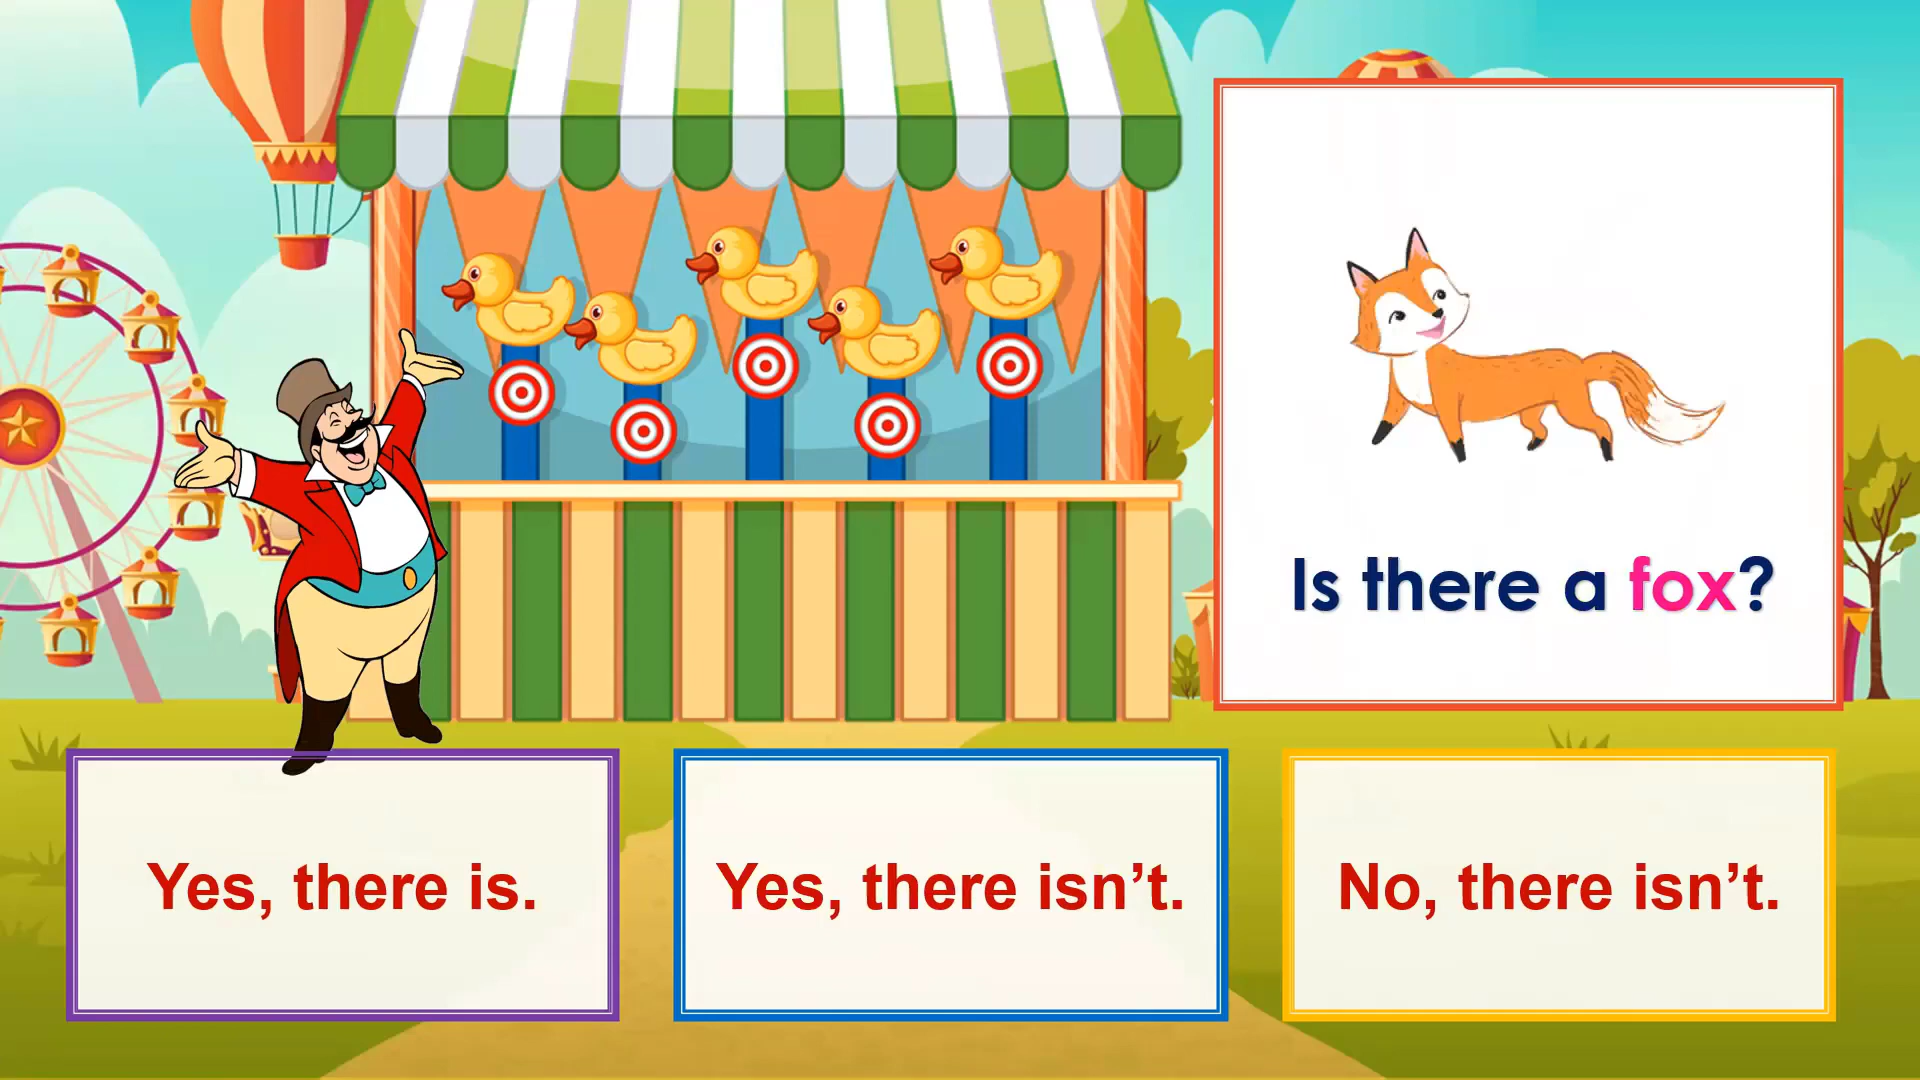 Is there a fox?
Yes, there is.
Yes, there isn’t.
No, there isn’t.